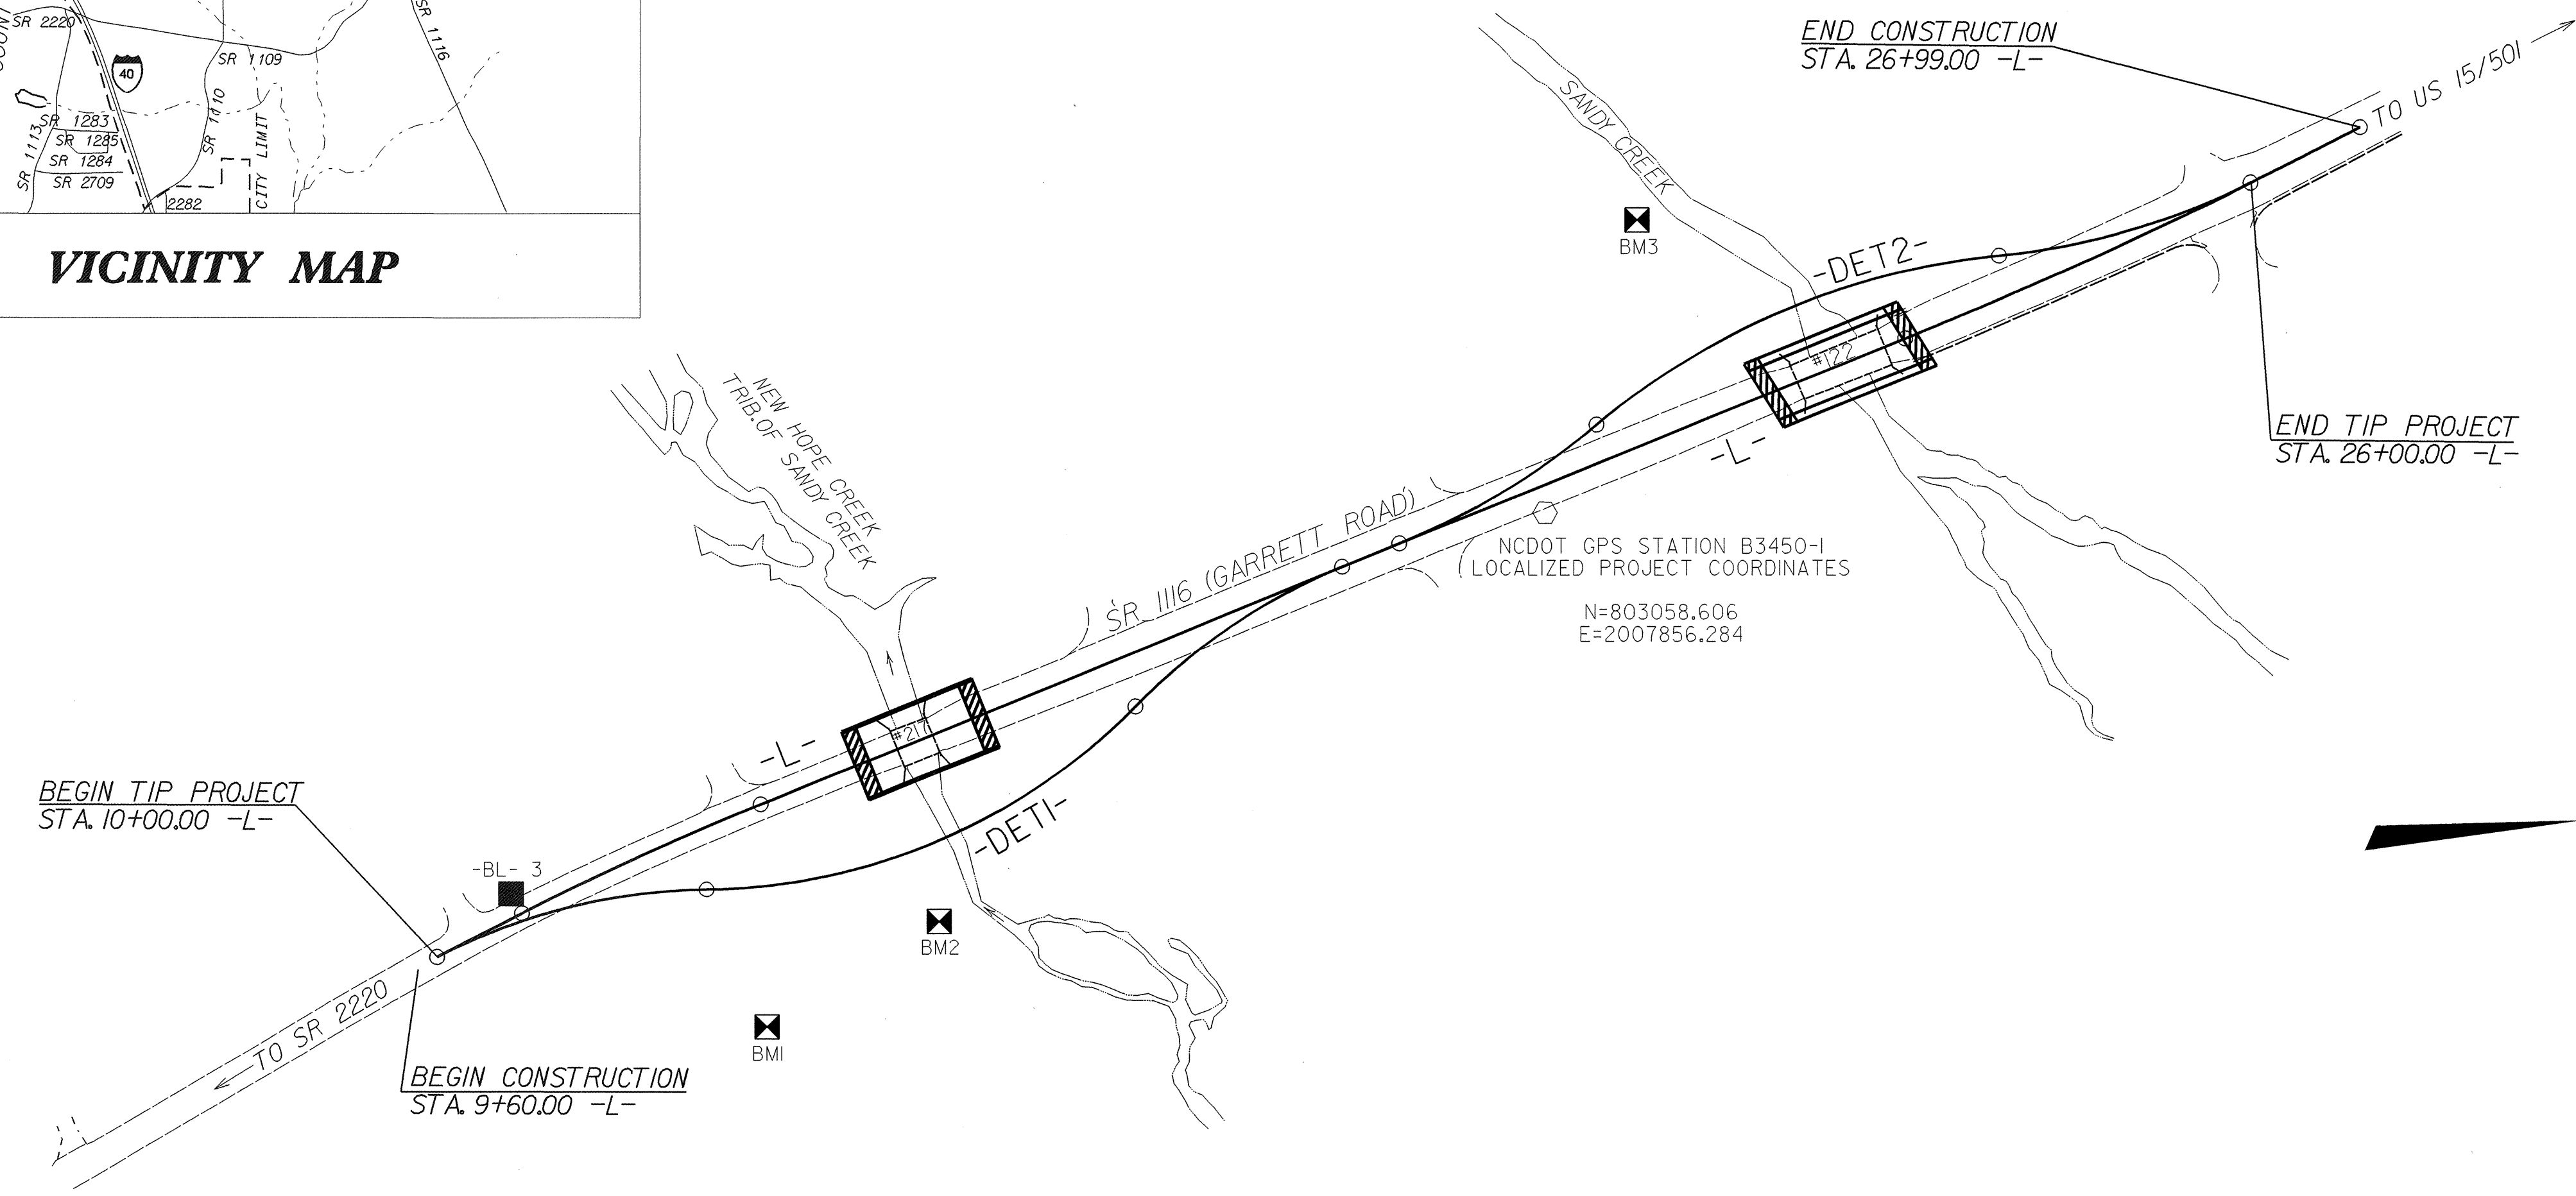 SR 2220
SR 1116
SR 1109
40
SR 1110
SR 1283
SR 1285
SR 1113
SR 1284
SR 2709
CITY LIMIT
2282
VICINITY MAP
END CONSTRUCTION
STA. 26+99.00 -L-
TO US 15/501
SANDY CREEK
BM3
-DET2-
#122
END TIP PROJECT
STA. 26+00.00 -L-
-L-
NEW HOPE CREEK
TRIB. OF SANDY CREEK
SR 1116 (GARRETT ROAD)
NCDOT GPS STATION B3450-1
LOCALIZED PROJECT COORDINATES
N=803058.606
E=2007856.284
#217
-L-
BEGIN TIP PROJECT
STA. 10+00.00 -L-
-DET1-
-BL- 3
BM2
TO SR 2220
BM1
BEGIN CONSTRUCTION
STA. 9+60.00 -L-